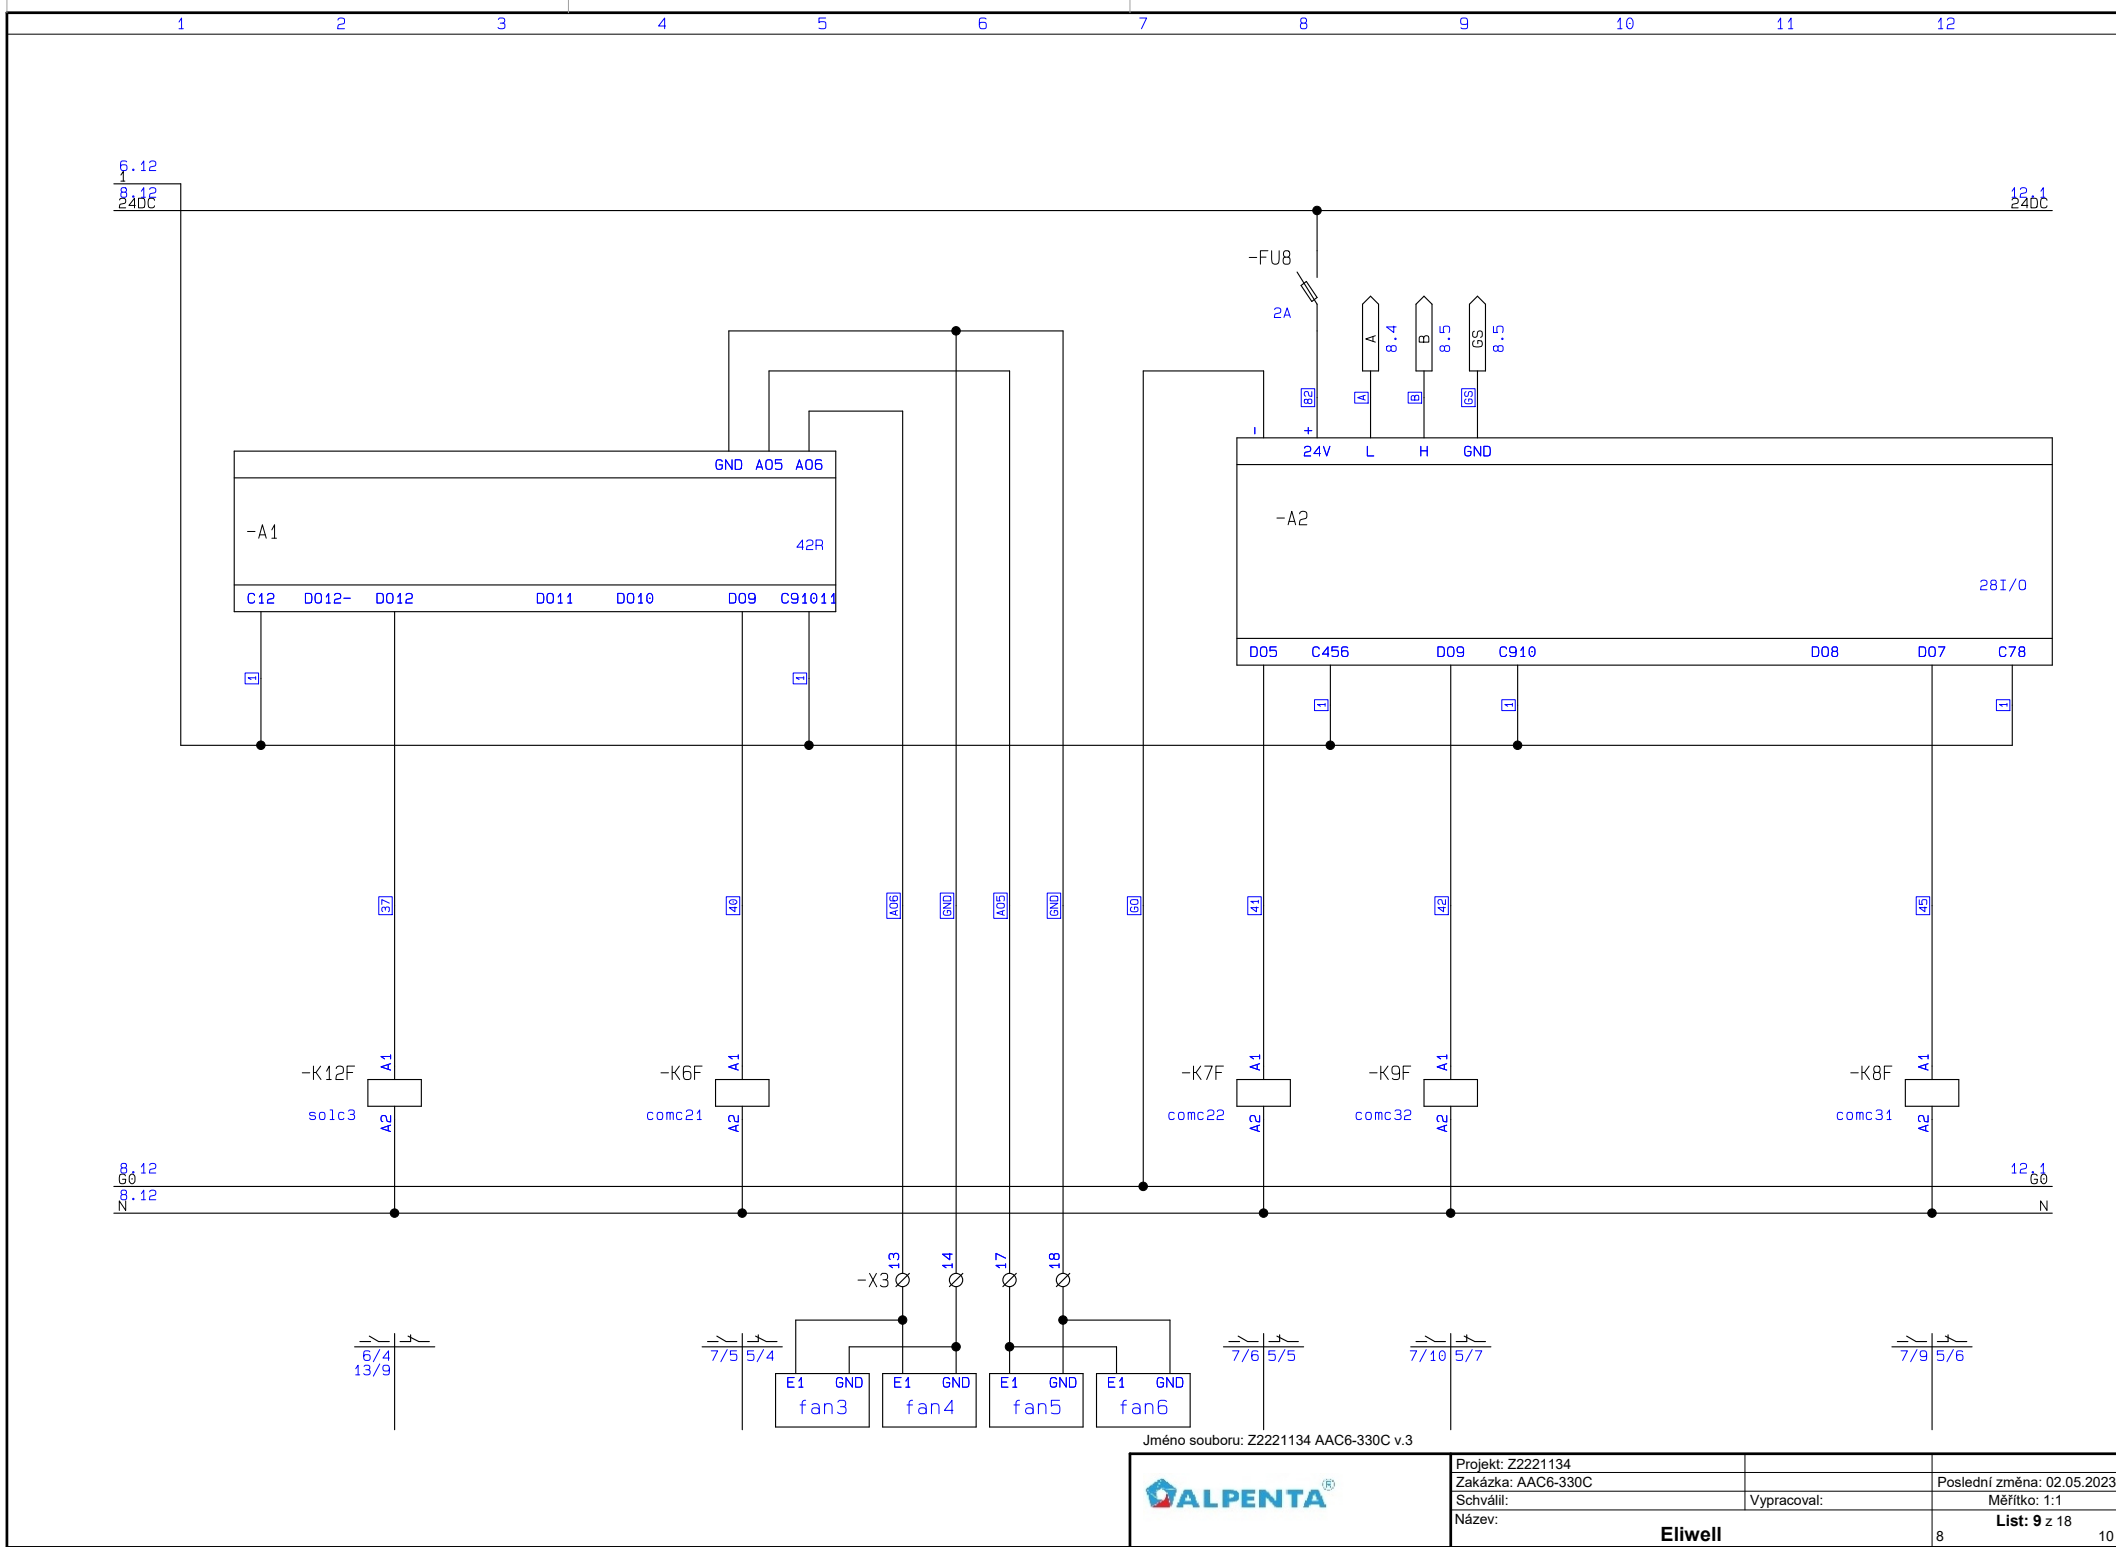 1 2 3 4 5 6 7 8 9 10 11 12
6.12
1
8.12
24DC
12.1
24DC
-FU8
2A
A 8.4 B 8.5 GS 8.5
82 A B GS
- +
24V L H GND
GND AO5 AO6
-A1
42R
-A2
28I/O
C12 DO12- DO12 DO11 DO10 DO9 C91011
DO5 C456 DO9 C910 DO8 DO7 C78
1 1
1 1 1
37 40 AO6 GND AO5 GND G0 41 42 45
A1 A1 A1 A1 A1
-K12F -K6F -K7F -K9F -K8F
solc3 comc21 comc22 comc32 comc31
A2 A2 A2 A2 A2
8.12
G0
8.12
N
12.1
G0
N
13 14 17 18
-X3
6/4
13/9
7/5 5/4
7/6 5/5
7/10 5/7
7/9 5/6
E1 GND E1 GND E1 GND E1 GND
fan3 fan4 fan5 fan6
Jméno souboru: Z2221134 AAC6-330C v.3
ALPENTA®
Projekt: Z2221134
Zakázka: AAC6-330C Poslední změna: 02.05.2023
Schválil: Vypracoval: Měřítko: 1:1
Název: List: 9 z 18
Eliwell
8 10